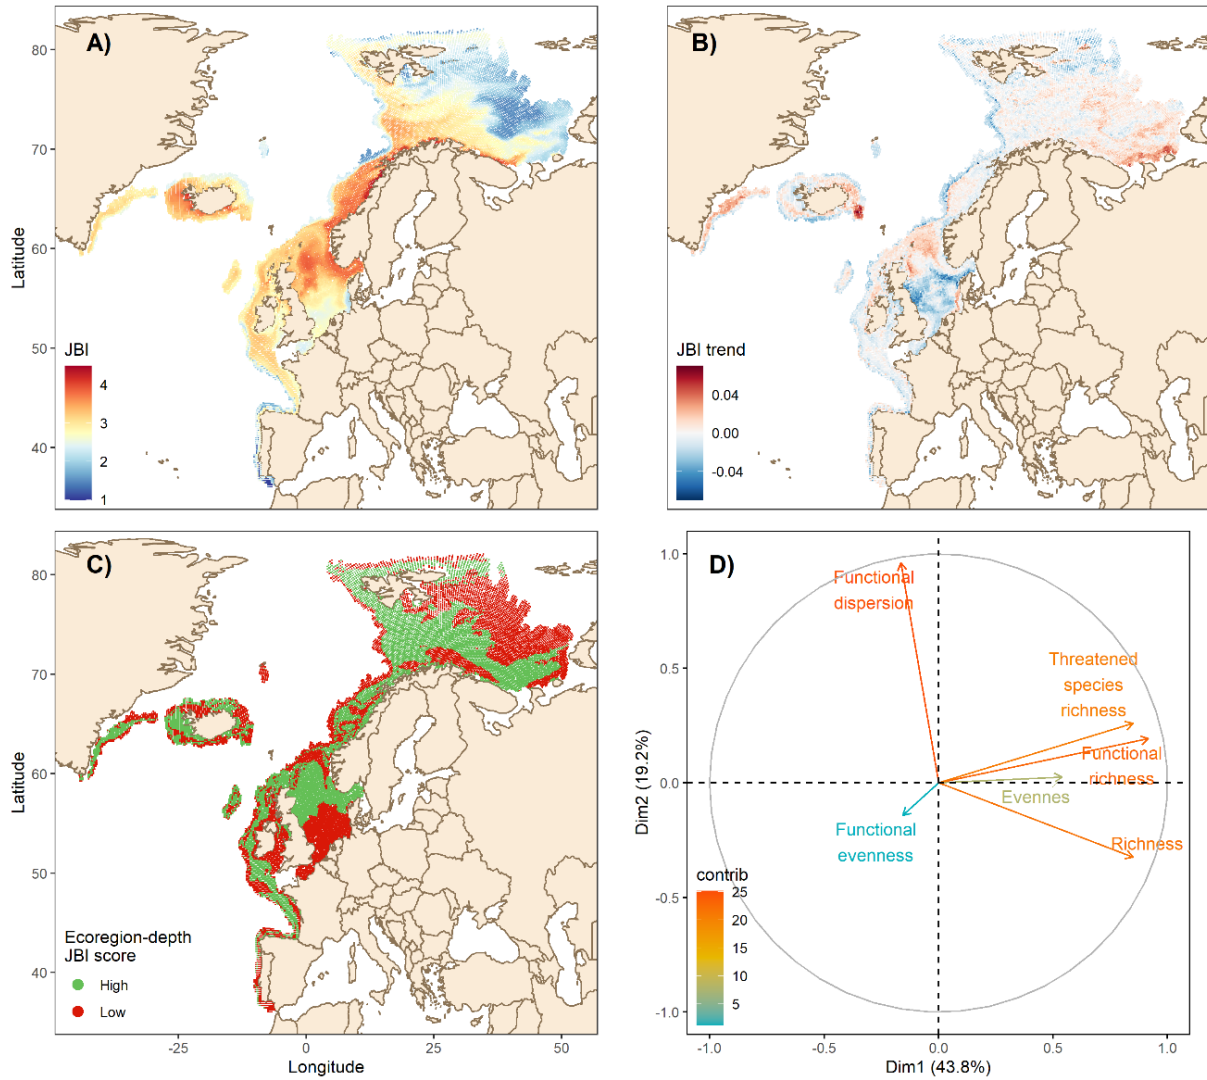 A)
80
70
60
50
40
Latitude
JBI
4
3
2
1
B)
JBI trend
0.04
0.00
-0.04
C)
80
70
60
50
40
Latitude
Ecoregion-depth
JBI score
High
Low
-25
0
25
50
Longitude
D)
1.0
0.5
0.0
-0.5
-1.0
Dim2 (19.2%)
Functional
dispersion
Threatened
species
richness
Functional
richness
Evennes
Richness
Functional
evenness
contrib
25
20
15
10
5
-1.0
-0.5
0.0
0.5
1.0
Dim1 (43.8%)